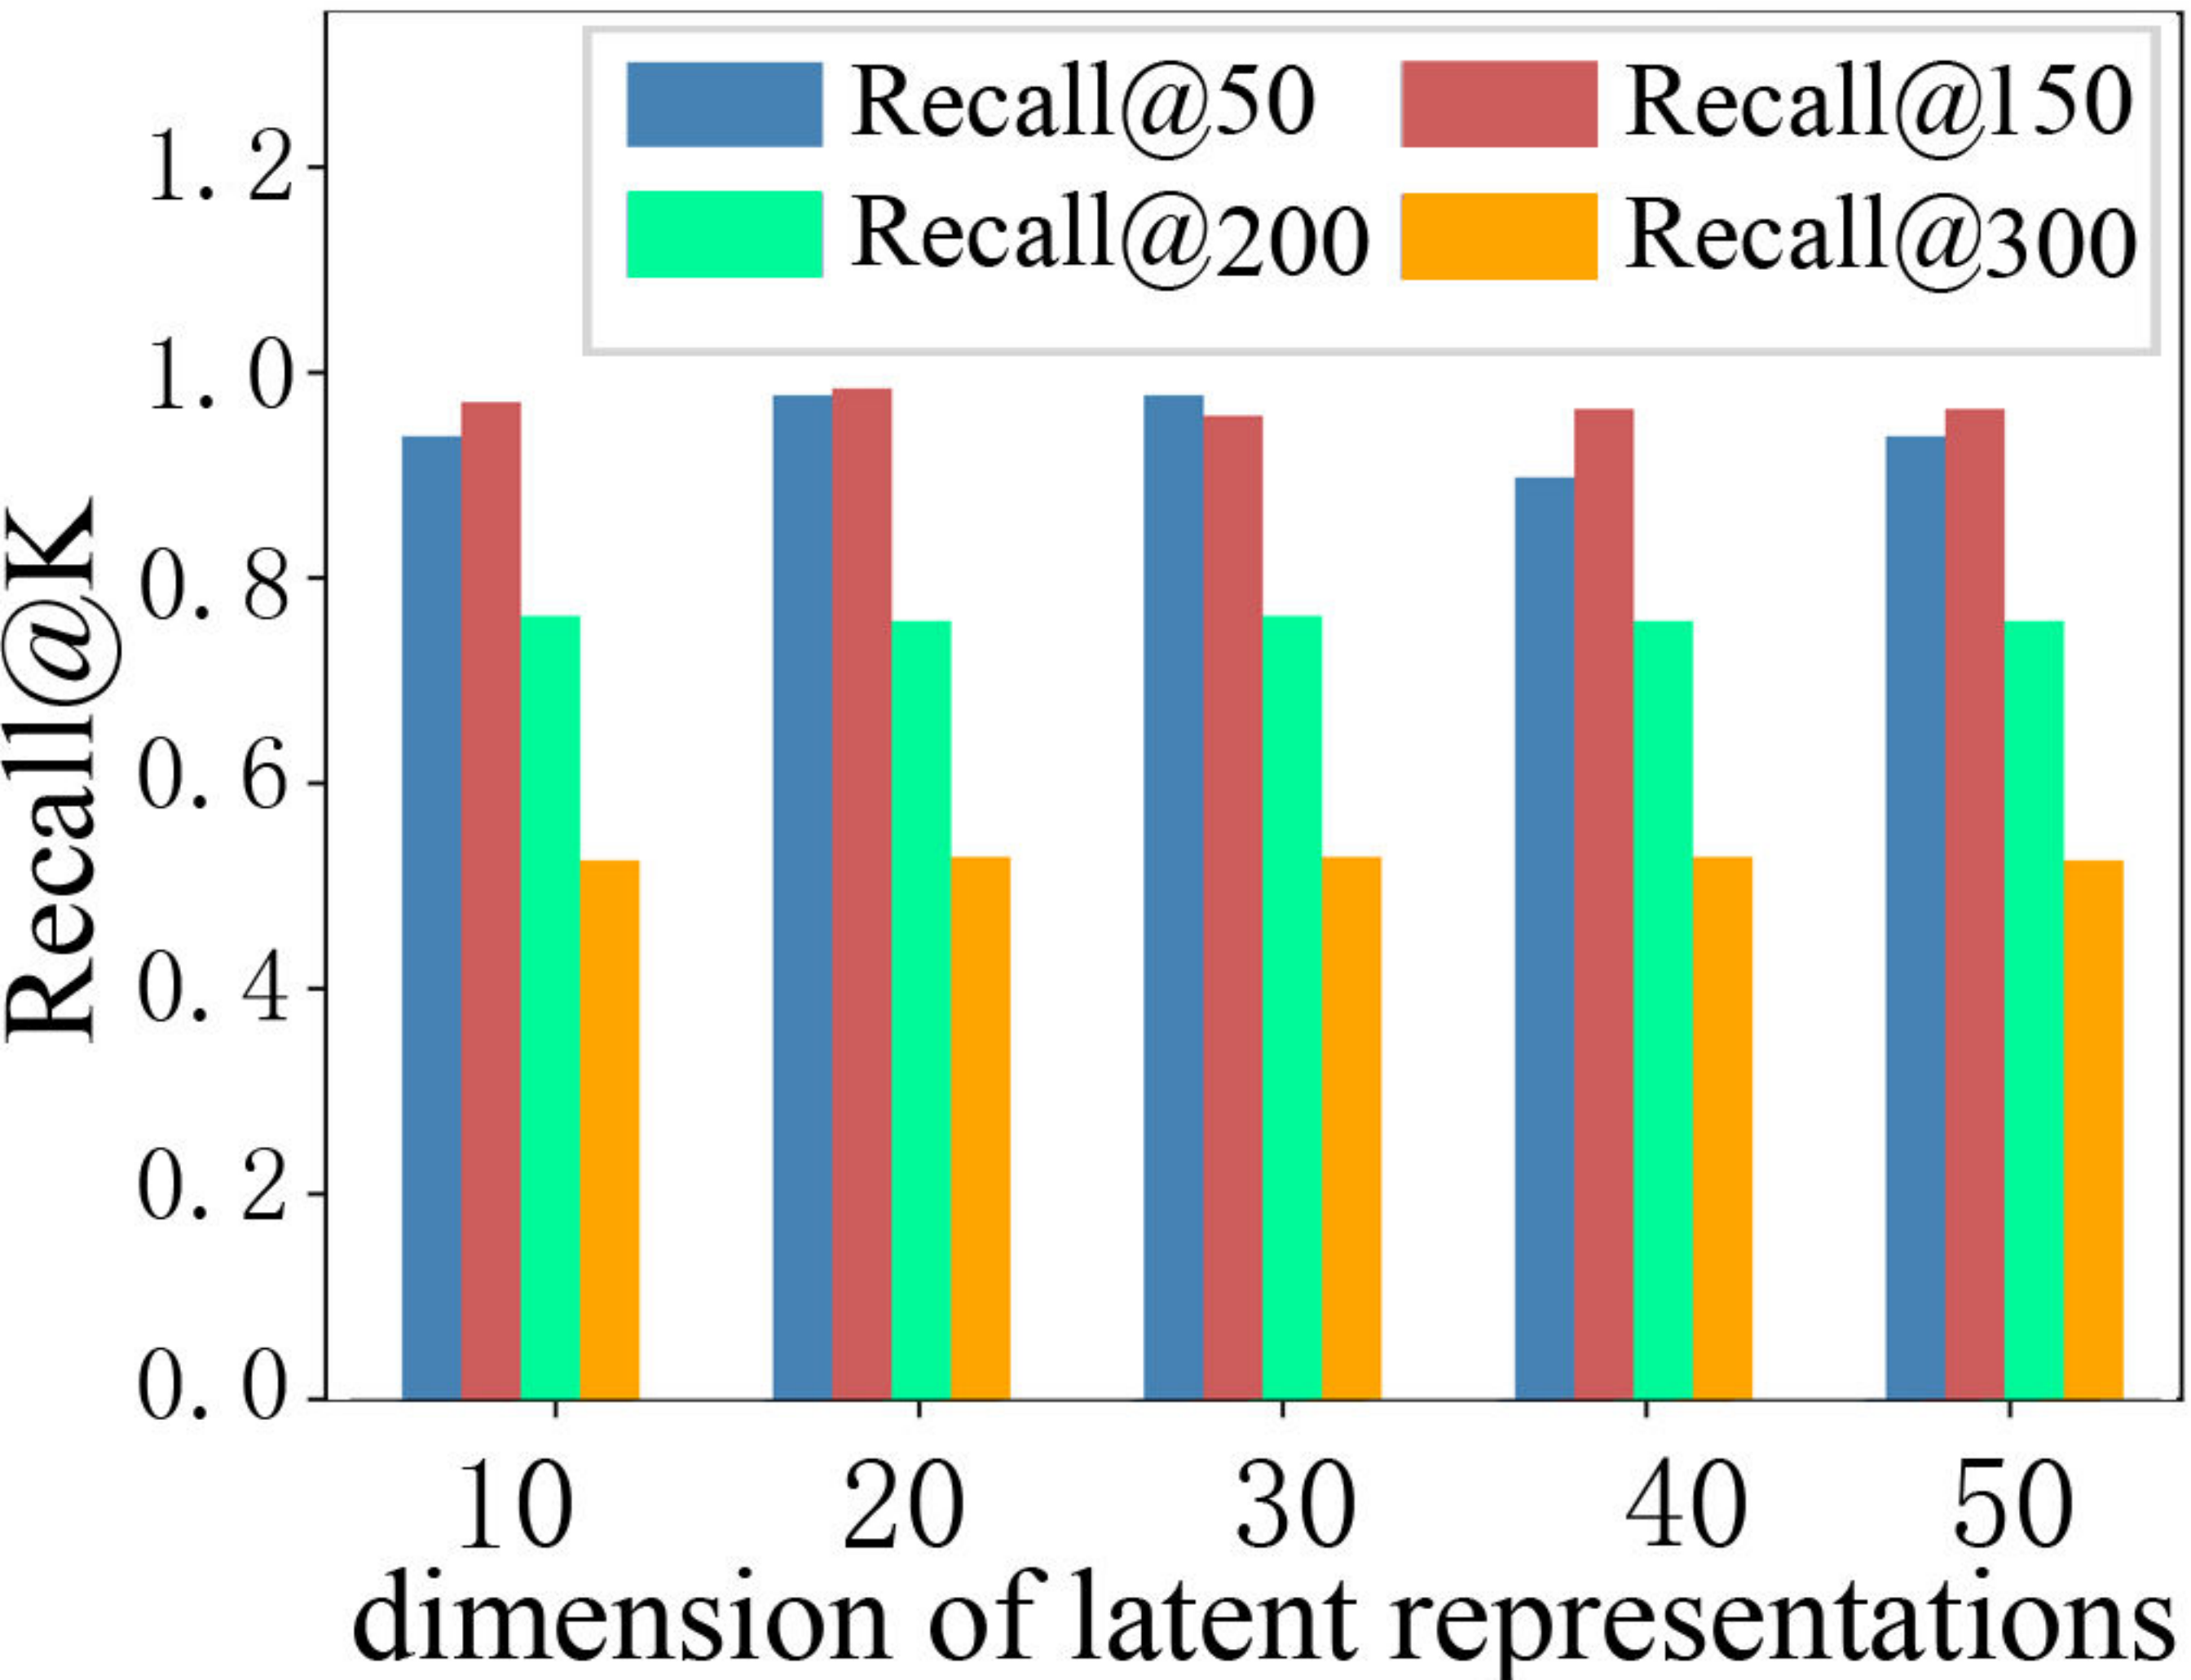 Recall@50 Recall@150
Recall@200 Recall@300
1.2
1.0
0.8
0.6
0.4
0.2
0.0
Recall@K
10 20 30 40 50
dimension of latent representations